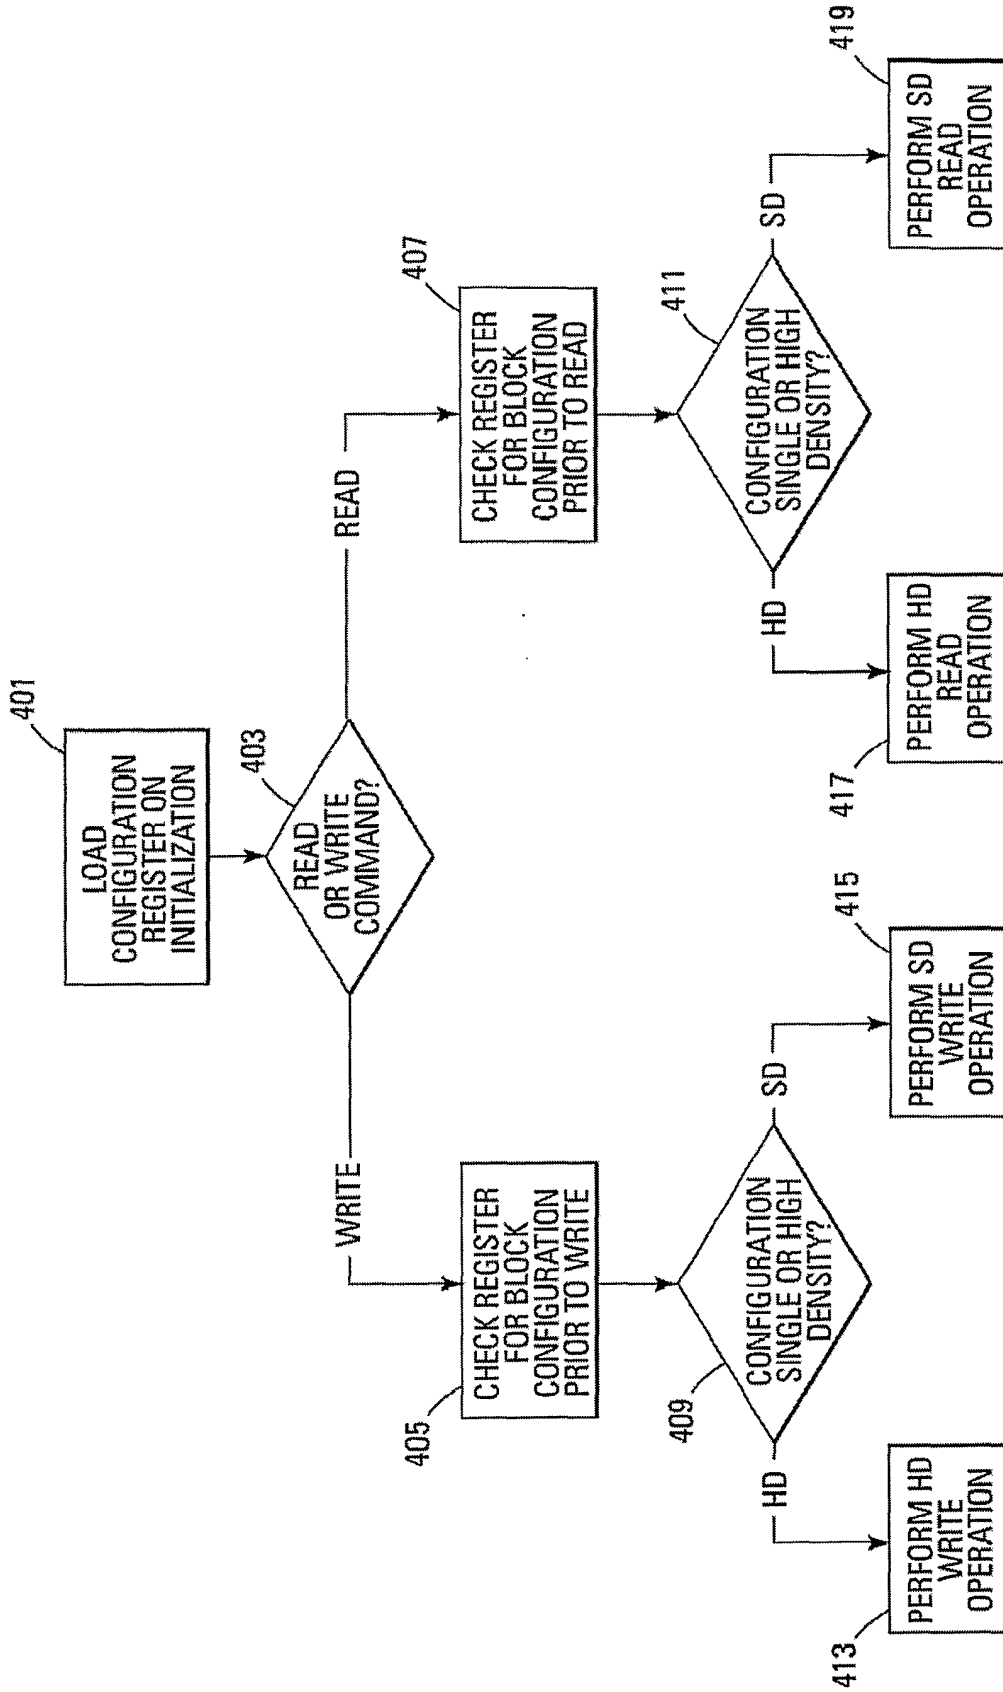 401
LOAD
CONFIGURATION
REGISTER ON
INITIALIZATION
403
READ
OR WRITE
COMMAND?
WRITE
READ
405
CHECK REGISTER
FOR BLOCK
CONFIGURATION
PRIOR TO WRITE
407
CHECK REGISTER
FOR BLOCK
CONFIGURATION
PRIOR TO READ
409
CONFIGURATION
SINGLE OR HIGH
DENSITY?
HD
SD
411
CONFIGURATION
SINGLE OR HIGH
DENSITY?
HD
SD
413
PERFORM HD
WRITE
OPERATION
415
PERFORM SD
WRITE
OPERATION
417
PERFORM HD
READ
OPERATION
419
PERFORM SD
READ
OPERATION